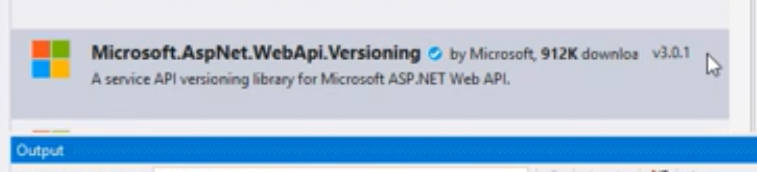 Microsoft.AspNet.WebApi.Versioning by Microsoft, 912K downloa v3.0.1
A service API versioning library for Microsoft ASP.NET Web API.
Output